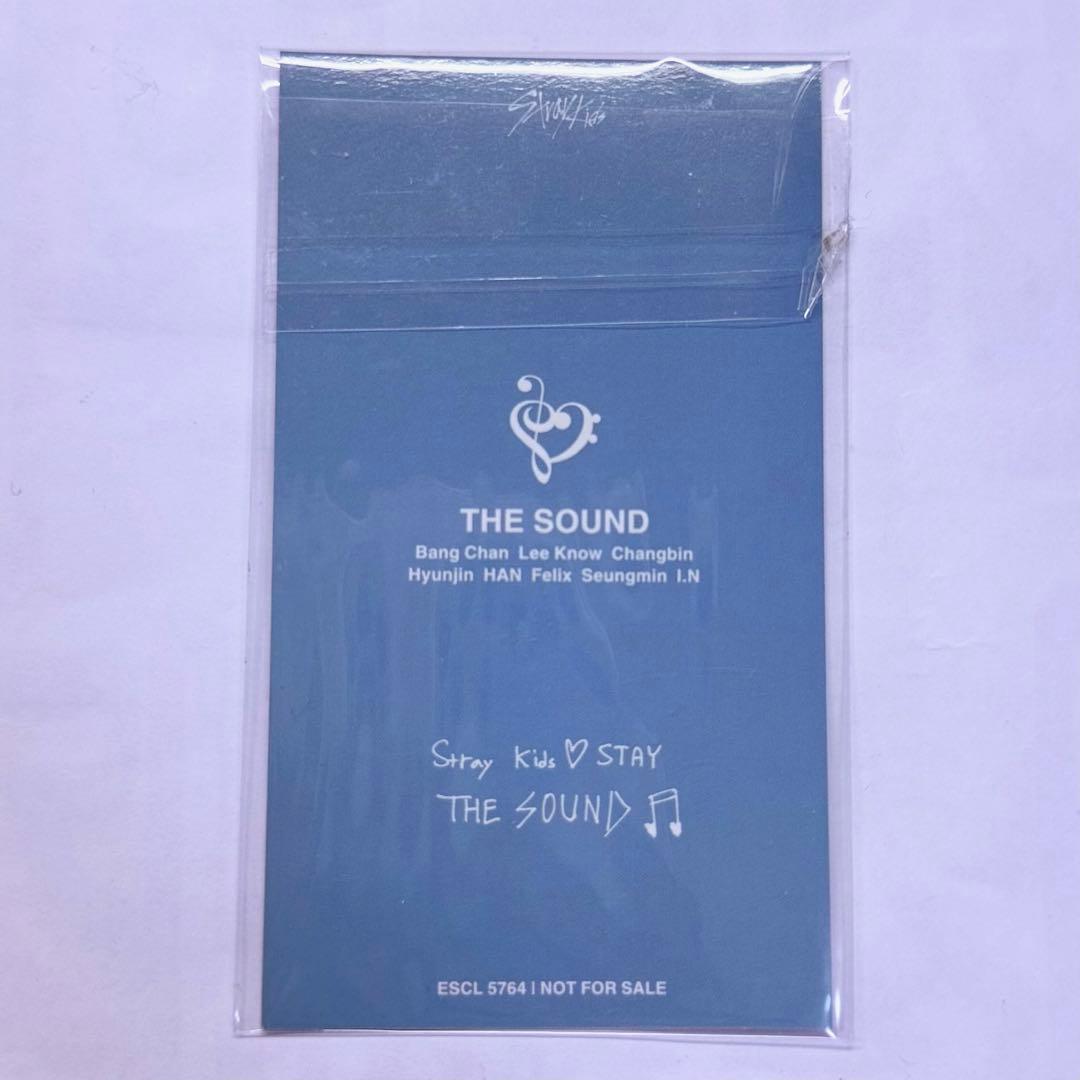 Stray Kids
THE SOUND
Bang Chan Lee Know Changbin
Hyunjin HAN Felix Seungmin I.N
Stray Kids ♡ STAY
THE SOUND ♫
ESCL 5764 | NOT FOR SALE